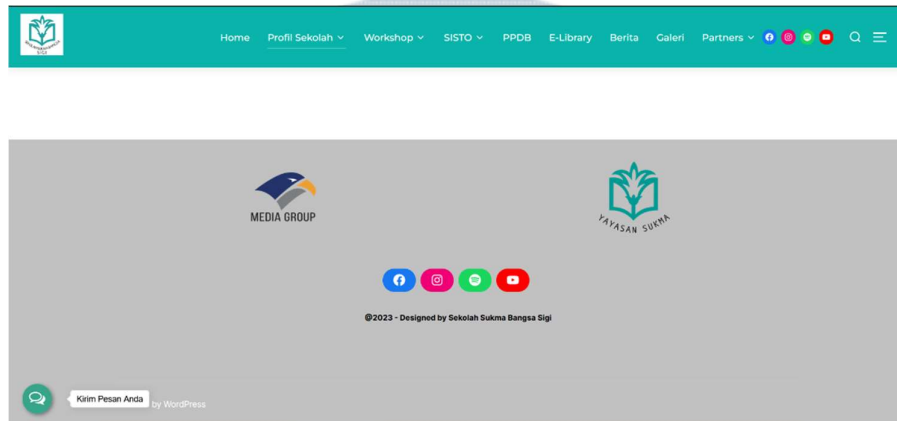 Home Profil Sekolah Workshop SISTO PPDB E-Library Berita Galeri Partners
MEDIA GROUP
YAYASAN SUKMA
@2023 - Designed by Sekolah Sukma Bangsa Sigi
Kirim Pesan Anda
by WordPress